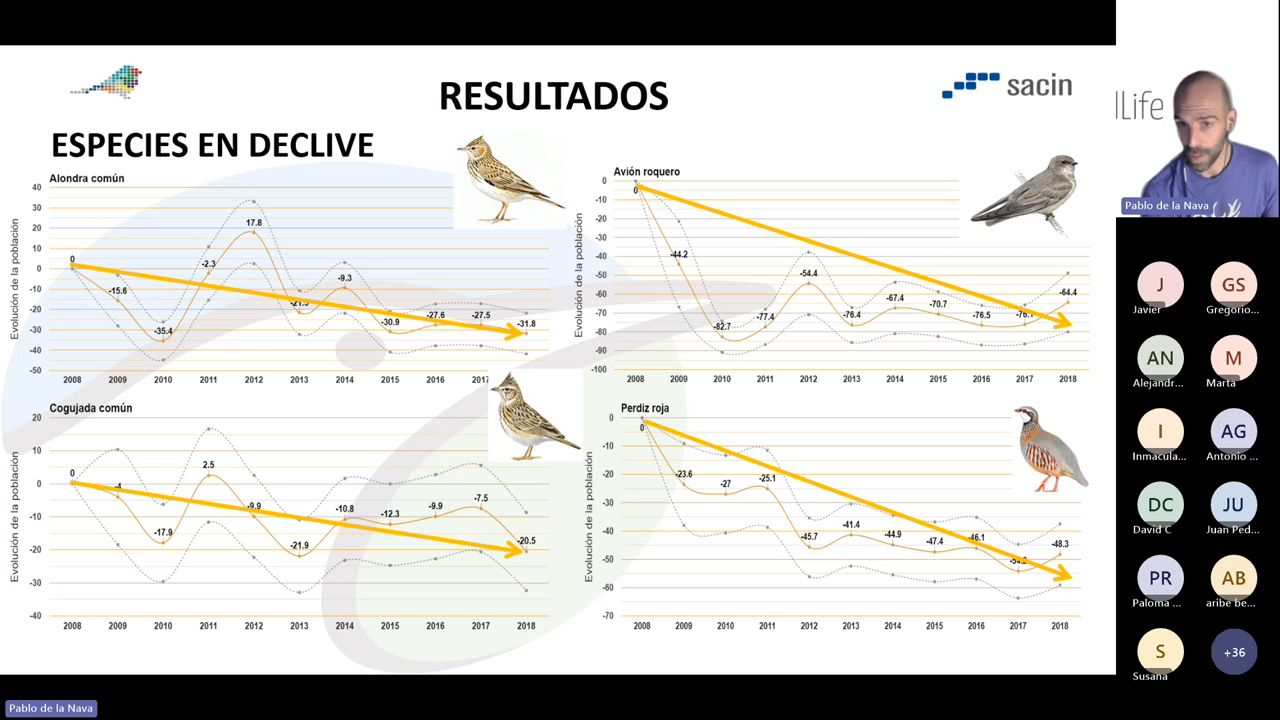 RESULTADOS
sacin
ESPECIES EN DECLIVE
Alondra común
Evolución de la población
40
30
20
10
0
-10
-20
-30
-40
-50
0
-15.6
-35.4
-2.3
17.8
-9.3
-30.9
-27.6
-27.5
-31.8
2008 2009 2010 2011 2012 2013 2014 2015 2016 2017
Avión roquero
Evolución de la población
0
-10
-20
-30
-40
-50
-60
-70
-80
-90
-100
0
-44.2
-82.7
-77.4
-54.4
-76.4
-67.4
-70.7
-76.5
-64.4
2008 2009 2010 2011 2012 2013 2014 2015 2016 2017 2018
Cogujada común
Evolución de la población
20
10
0
-10
-20
-30
-40
0
-4
-17.9
2.5
-9.9
-21.9
-10.8
-12.3
-9.9
-7.5
-20.5
2008 2009 2010 2011 2012 2013 2014 2015 2016 2017 2018
Perdiz roja
Evolución de la población
0
-10
-20
-30
-40
-50
-60
-70
0
-23.6
-27
-25.1
-45.7
-41.4
-44.9
-47.4
-46.1
-48.3
2008 2009 2010 2011 2012 2013 2014 2015 2016 2017 2018
lLife
Pablo de la Nava
J
Javier
GS
Gregorio...
AN
Alejandr...
M
Marta
I
Inmacula...
AG
Antonio ...
DC
David C
JU
Juan Ped...
PR
Paloma ...
AB
aribe be...
S
Susana
+36
Pablo de la Nava